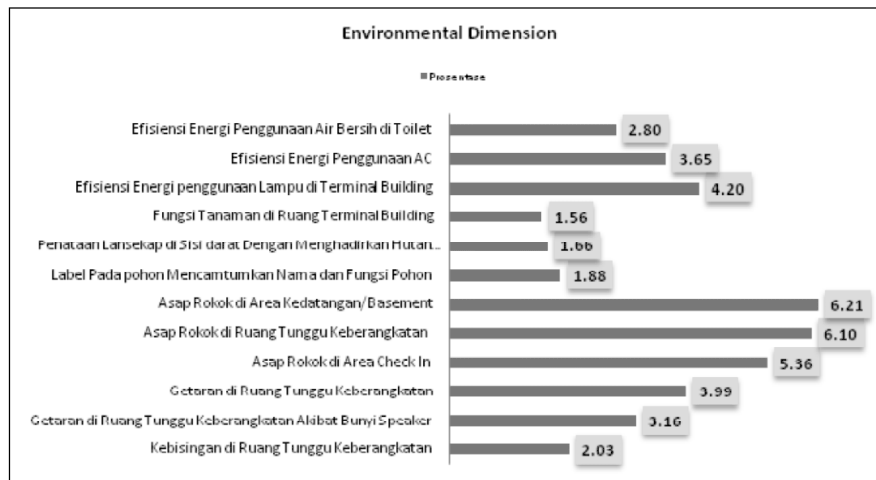 Environmental Dimension
Prosentase
Efisiensi Energi Penggunaan Air Bersih di Toilet 2.80
Efisiensi Energi Penggunaan AC 3.65
Efisiensi Energi penggunaan Lampu di Terminal Building 4.20
Fungsi Tanaman di Ruang Terminal Building 1.56
Penataan Lansekap di Sisi darat Dengan Menghadirkan Hutan... 1.66
Label Pada pohon Mencamtumkan Nama dan Fungsi Pohon 1.88
Asap Rokok di Area Kedatangan/Basement 6.21
Asap Rokok di Ruang Tunggu Keberangkatan 6.10
Asap Rokok di Area Check In 5.36
Getaran di Ruang Tunggu Keberangkatan 3.99
Getaran di Ruang Tunggu Keberangkatan Akibat Bunyi Speaker 3.16
Kebisingan di Ruang Tunggu Keberangkatan 2.03